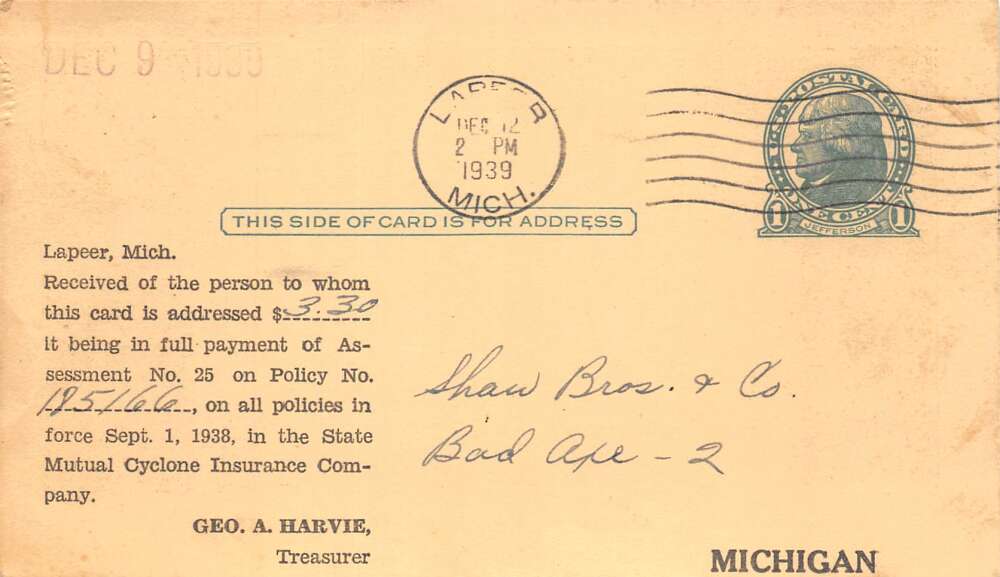 DEC 9 1939
LAPEER
DEC 12
2 PM
1939
MICH.
U.S. POSTAL CARD
ONE CENT
1 1
JEFFERSON
THIS SIDE OF CARD IS FOR ADDRESS
Lapeer, Mich.
Received of the person to whom
this card is addressed $3.30
it being in full payment of As-
sessment No. 25 on Policy No.
125166, on all policies in
force Sept. 1, 1938, in the State
Mutual Cyclone Insurance Com-
pany.
GEO. A. HARVIE,
Treasurer
Shaw Bros. & Co.
Bad Axe - 2
MICHIGAN